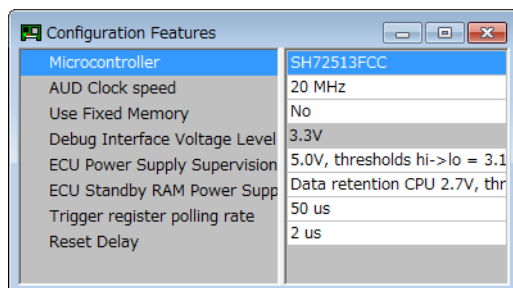 Configuration Features
Microcontroller SH72513FCC
AUD Clock speed 20 MHz
Use Fixed Memory No
Debug Interface Voltage Level 3.3V
ECU Power Supply Supervision 5.0V, thresholds hi->lo = 3.1
ECU Standby RAM Power Supp Data retention CPU 2.7V, thr
Trigger register polling rate 50 us
Reset Delay 2 us